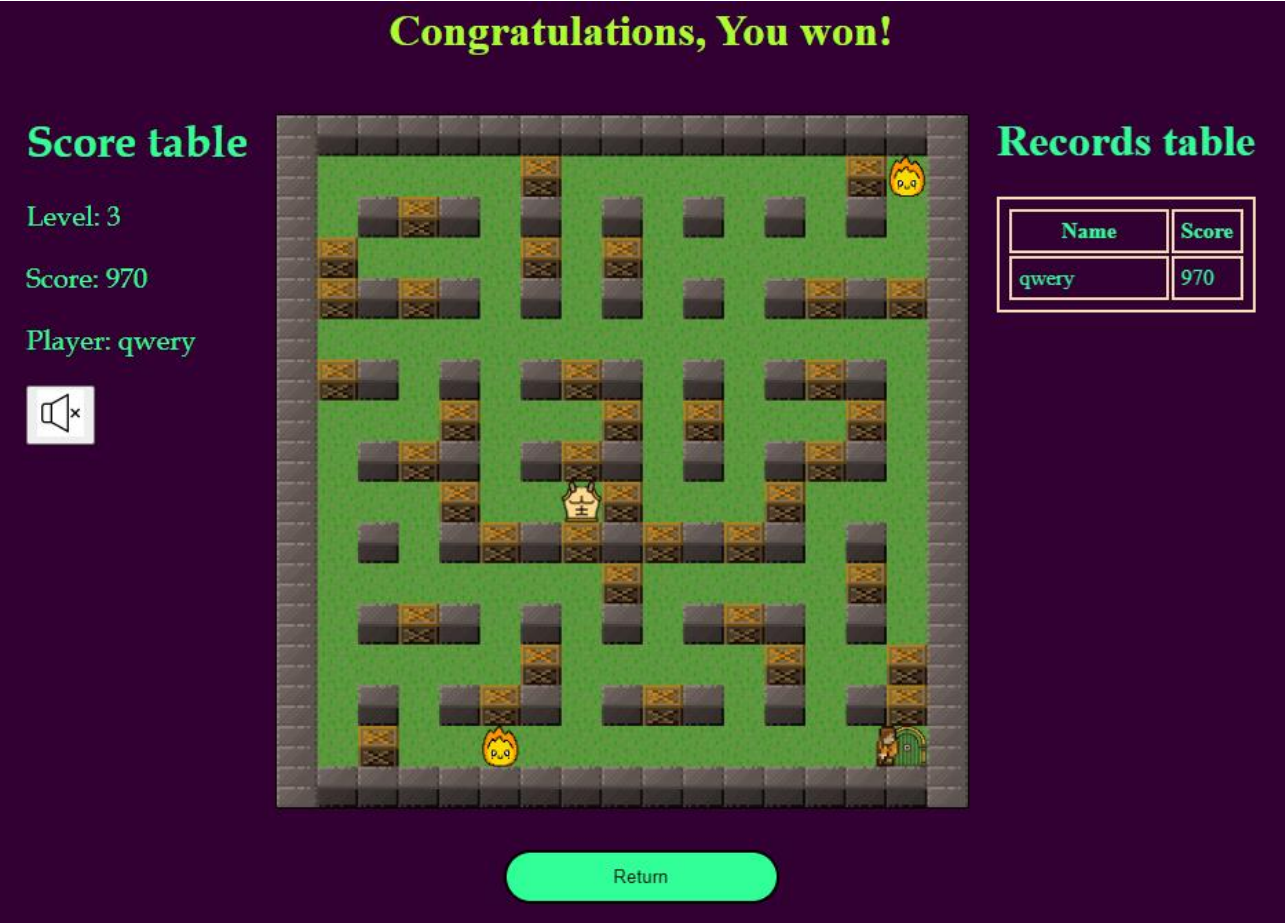 Congratulations, You won!
Score table
Level: 3
Score: 970
Player: qwery
Records table
Name Score
qwery 970
Return